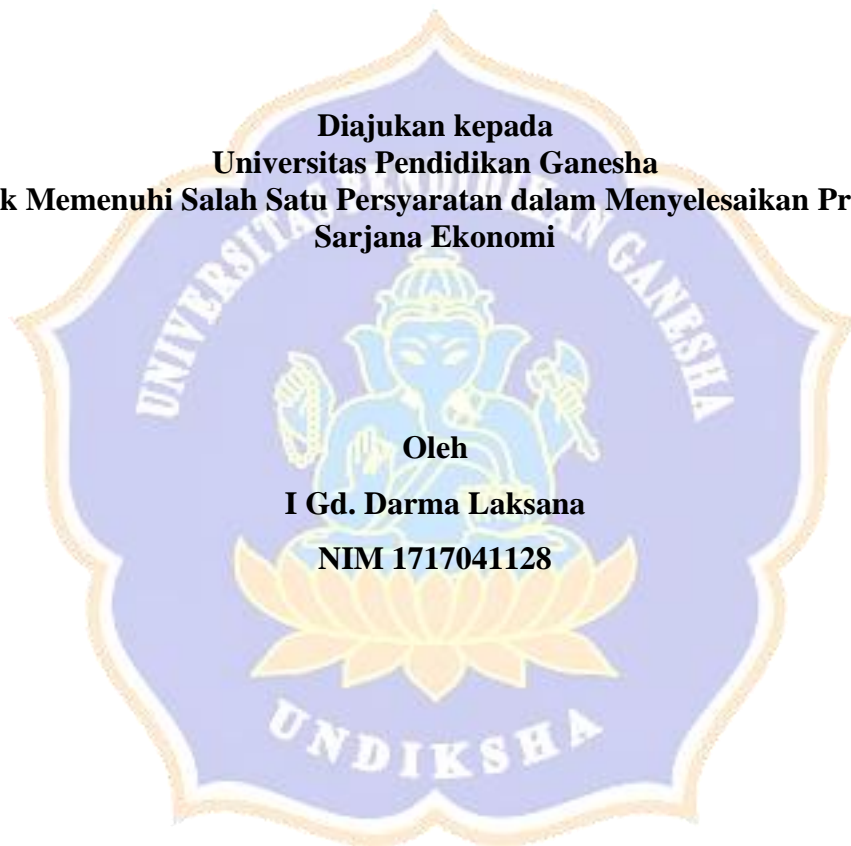 Diajukan kepada
Universitas Pendidikan Ganesha
k Memenuhi Salah Satu Persyaratan dalam Menyelesaikan Pr
Sarjana Ekonomi
UNIVERSITAS PENDIDIKAN GANESHA
Oleh
I Gd. Darma Laksana
NIM 1717041128
UNDIKSHA